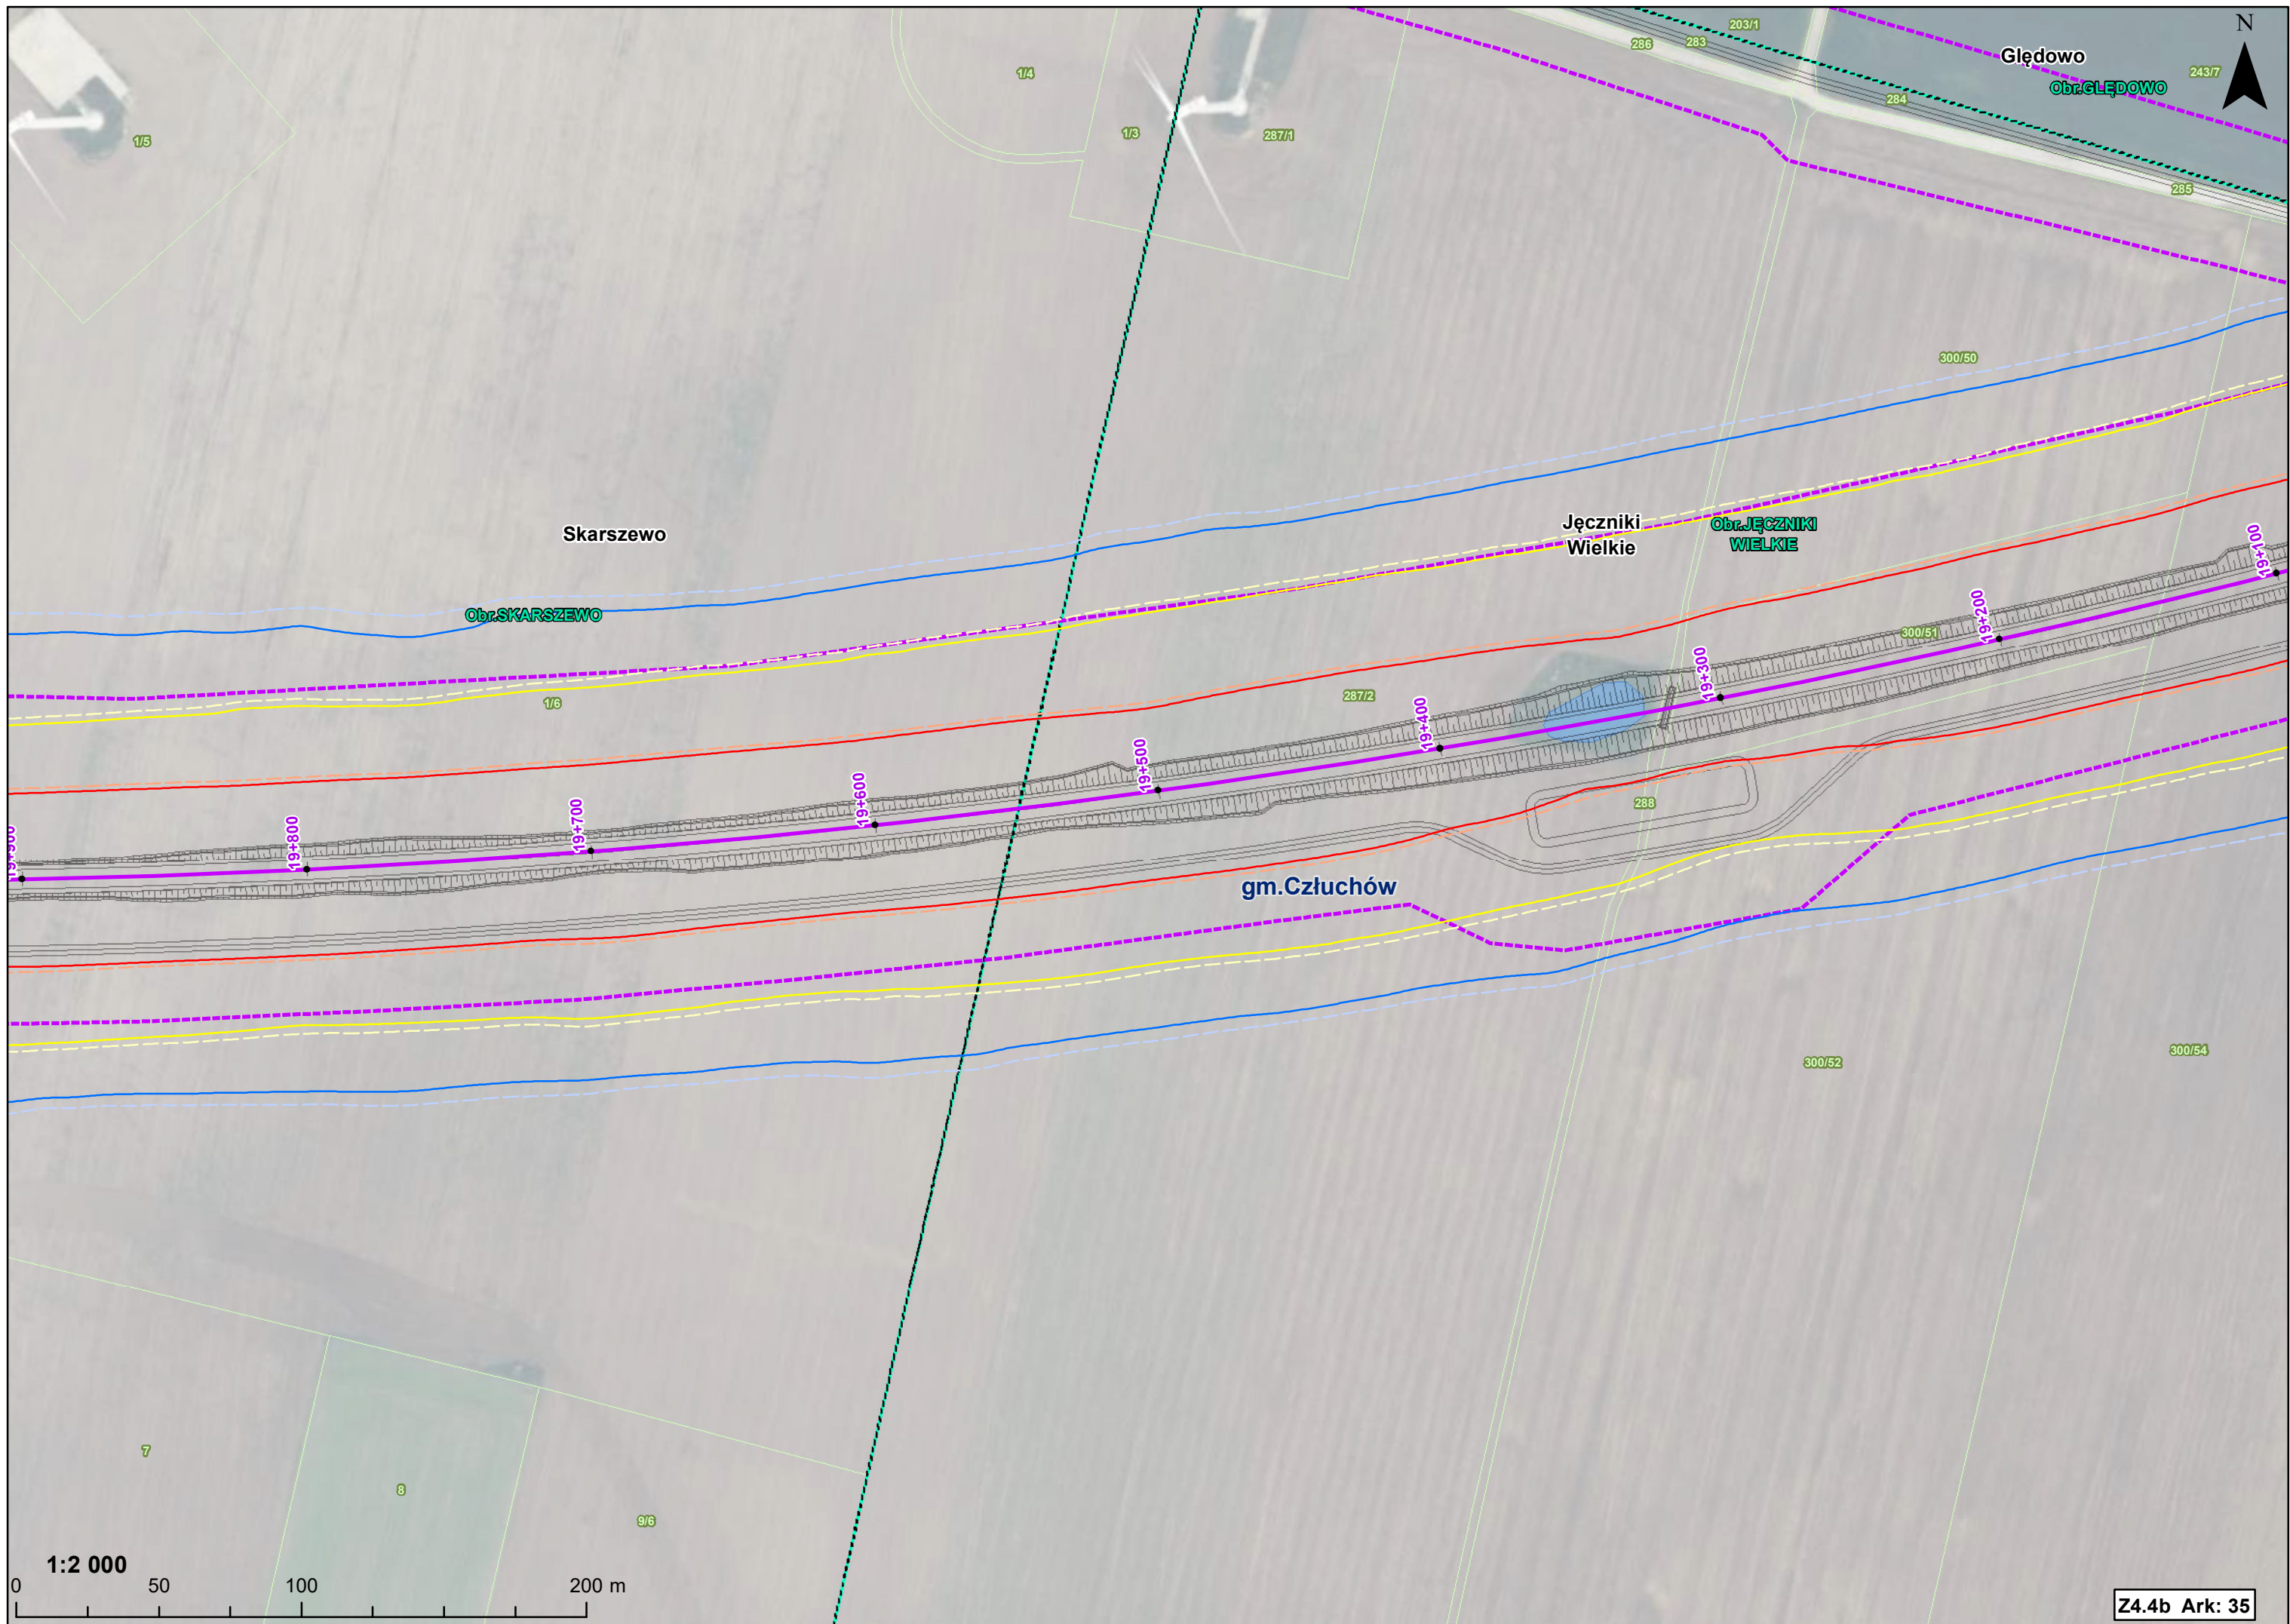 203/1
286
283
Ględowo
N
243/7
Obr.GLĘDOWO
284
285
1/4
1/3
287/1
1/5
300/50
Skarszewo
Jęczniki
Wielkie
Obr.JĘCZNIKI
WIELKIE
Obr.SKARSZEWO
1/6
287/2
300/51
19+100
19+200
19+300
19+400
19+500
19+600
19+700
19+800
19+900
288
gm.Człuchów
300/52
300/54
7
8
9/6
1:2 000
0 50 100 200 m
Z4.4b Ark: 35